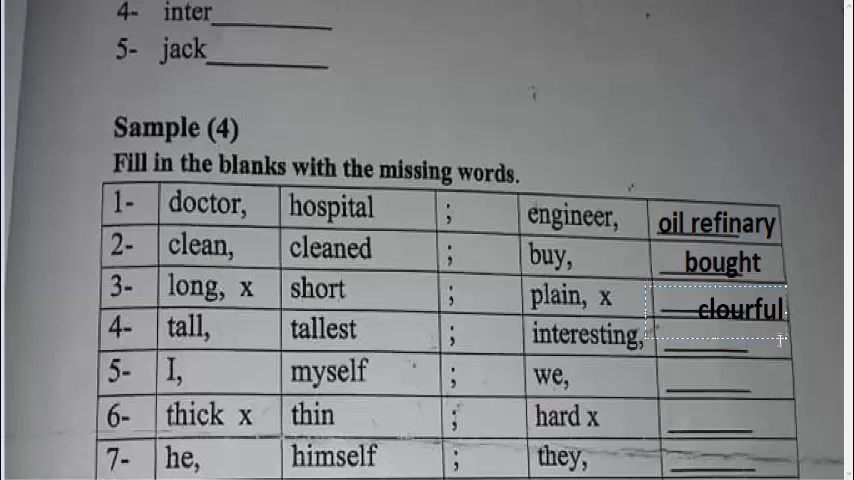 4- inter
5- jack
Sample (4)
Fill in the blanks with the missing words.
1- doctor, hospital ; engineer, oil refinary
2- clean, cleaned ; buy, bought
3- long, x short ; plain, x clourful
4- tall, tallest ; interesting,
5- I, myself ; we,
6- thick x thin ; hard x
7- he, himself ; they,